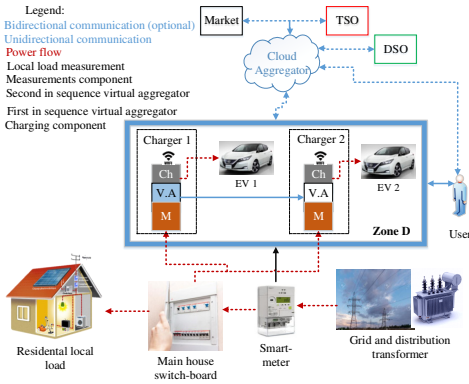 Legend:
Bidirectional communication (optional)
Unidirectional communication
Power flow
Local load measurement
Measurements component
Second in sequence virtual aggregator
First in sequence virtual aggregator
Charging component
Market
TSO
DSO
Cloud
Aggregator
Charger 1
Charger 2
Ch
V.A
M
EV 1
Ch
V.A
M
EV 2
Zone D
User
Residental local
load
Main house
switch-board
Smart-
meter
Grid and distribution
transformer